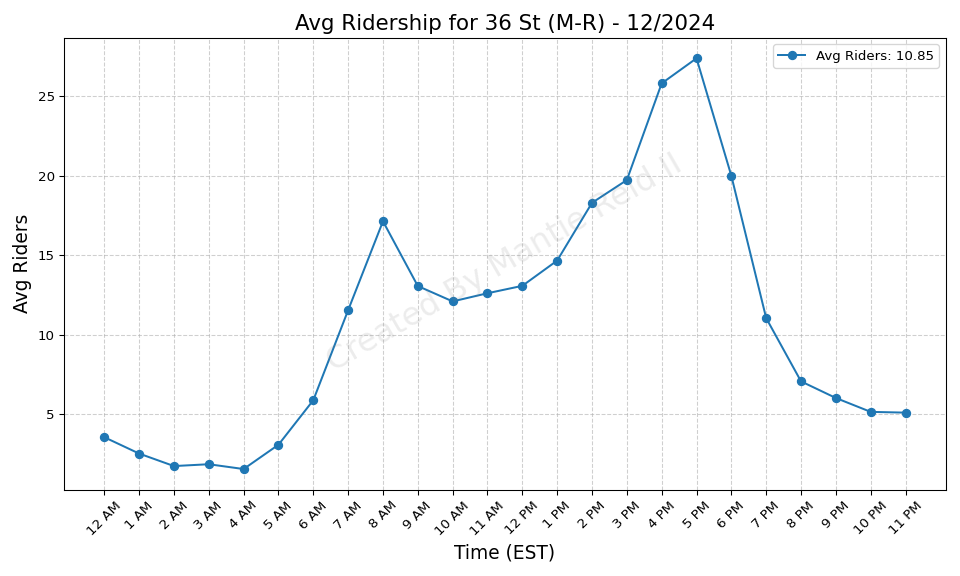 Avg Ridership for 36 St (M-R) - 12/2024
Avg Riders: 10.85
Avg Riders
25
20
15
10
5
Created By Mantie Reid II
12 AM
1 AM
2 AM
3 AM
4 AM
5 AM
6 AM
7 AM
8 AM
9 AM
10 AM
11 AM
12 PM
1 PM
2 PM
3 PM
4 PM
5 PM
6 PM
7 PM
8 PM
9 PM
10 PM
11 PM
Time (EST)